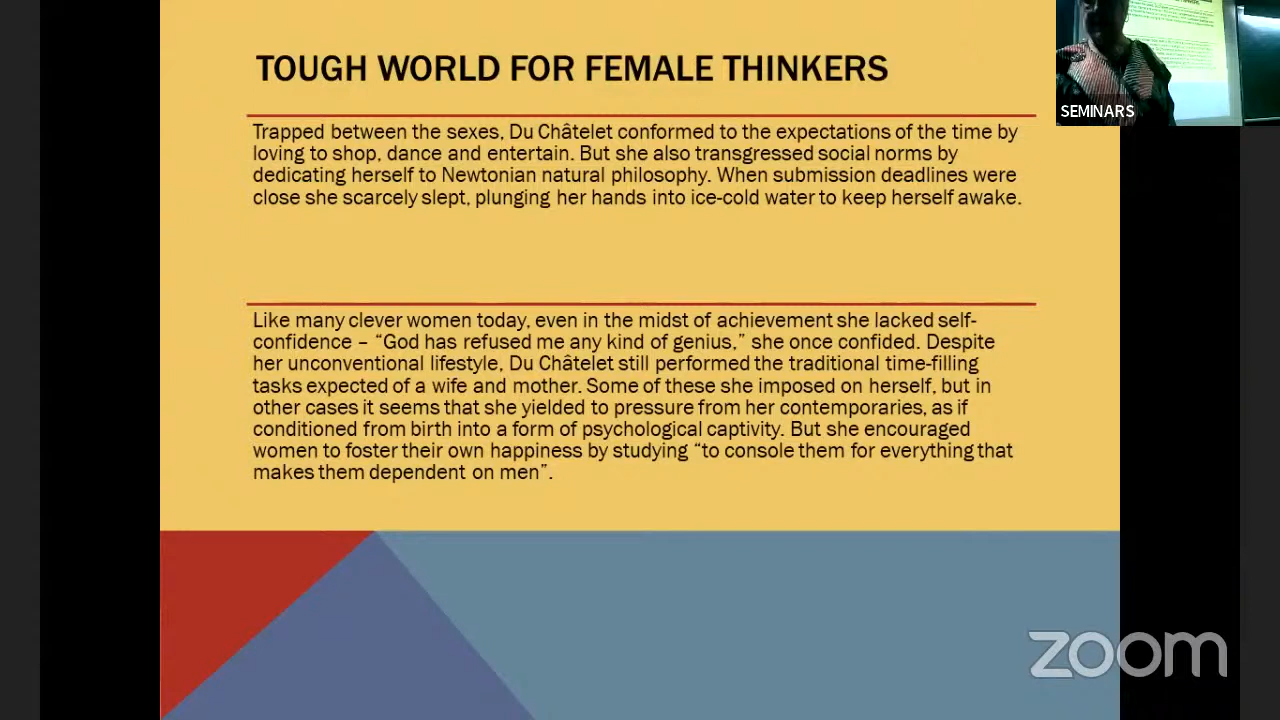 TOUGH WORLD FOR FEMALE THINKERS
Trapped between the sexes, Du Châtelet conformed to the expectations of the time by
loving to shop, dance and entertain. But she also transgressed social norms by
dedicating herself to Newtonian natural philosophy. When submission deadlines were
close she scarcely slept, plunging her hands into ice-cold water to keep herself awake.
Like many clever women today, even in the midst of achievement she lacked self-
confidence – “God has refused me any kind of genius,” she once confided. Despite
her unconventional lifestyle, Du Châtelet still performed the traditional time-filling
tasks expected of a wife and mother. Some of these she imposed on herself, but in
other cases it seems that she yielded to pressure from her contemporaries, as if
conditioned from birth into a form of psychological captivity. But she encouraged
women to foster their own happiness by studying “to console them for everything that
makes them dependent on men”.
SEMINARS
zoom